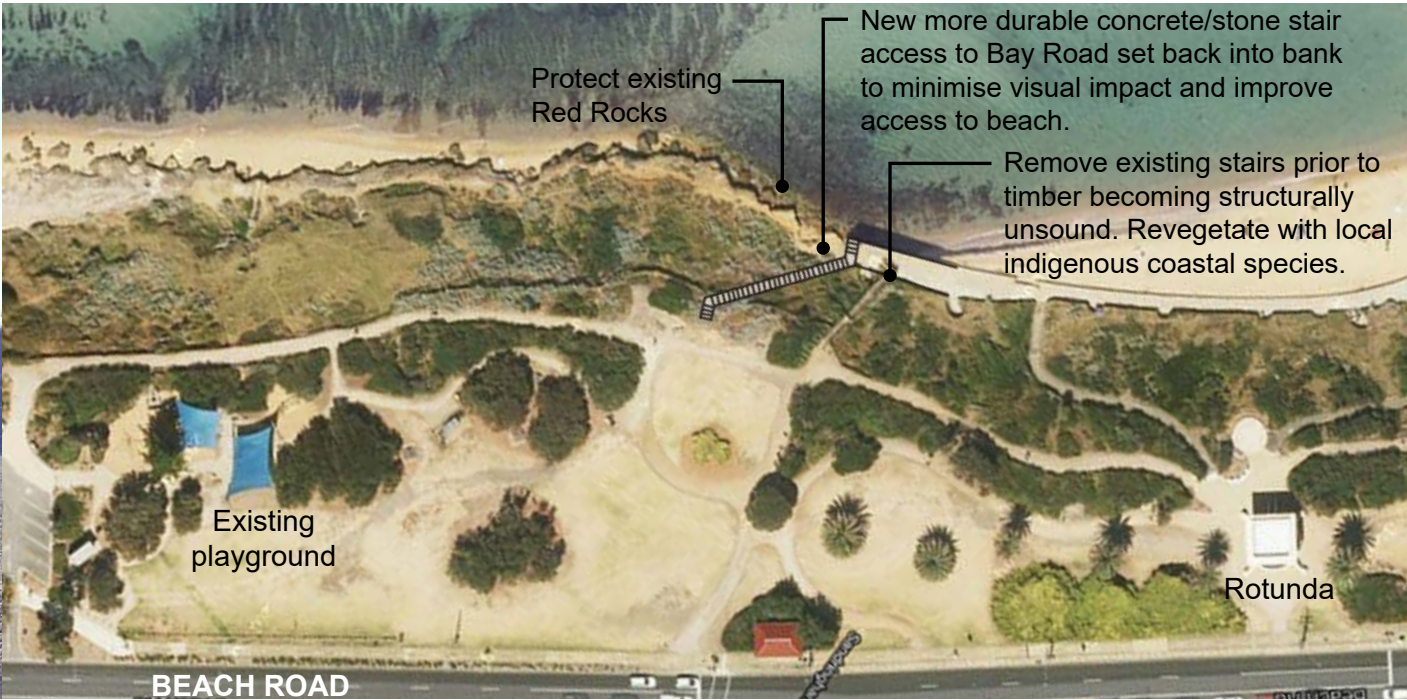 New more durable concrete/stone stair
access to Bay Road set back into bank
to minimise visual impact and improve
access to beach.
Protect existing
Red Rocks
Remove existing stairs prior to
timber becoming structurally
unsound. Revegetate with local
indigenous coastal species.
Existing
playground
Rotunda
BEACH ROAD